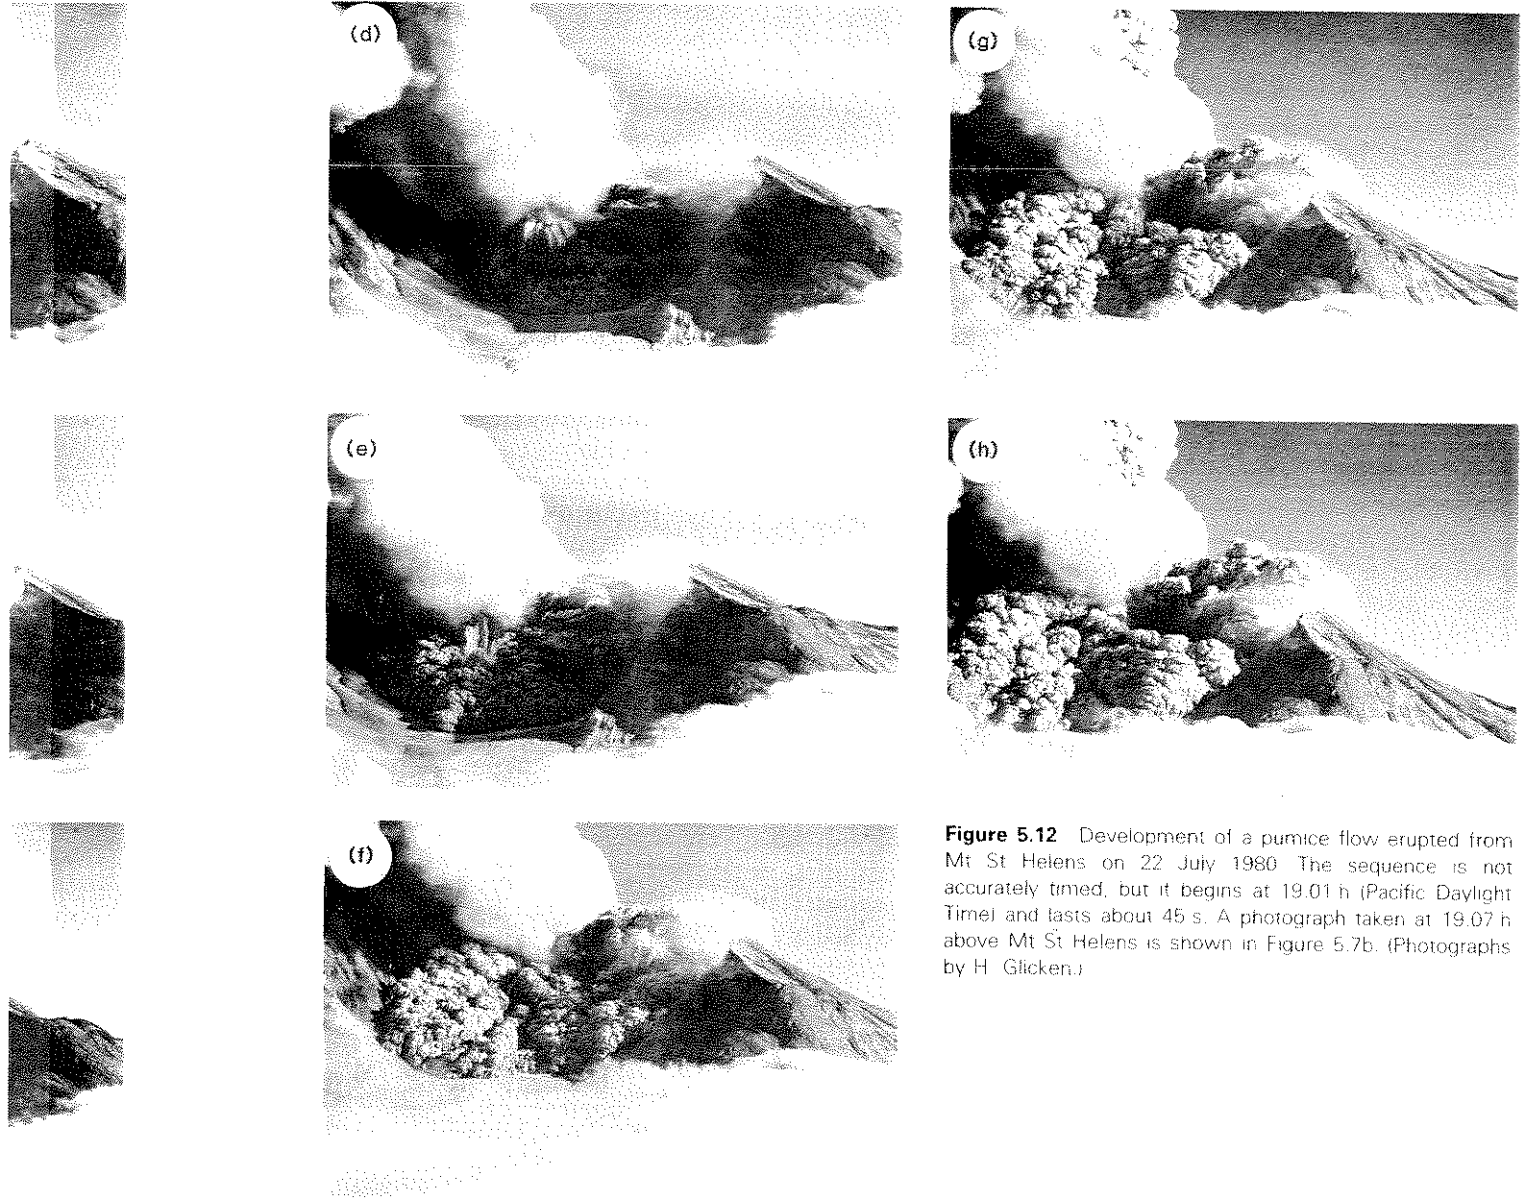 (d)
(e)
(f)
(g)
(h)
Figure 5.12 Development of a pumice flow erupted from
Mt St Helens on 22 July 1980 The sequence is not
accurately timed, but it begins at 19.01 h (Pacific Daylight
Time) and lasts about 45 s. A photograph taken at 19.07 h
above Mt St Helens is shown in Figure 5.7b. (Photographs
by H Glicken.)